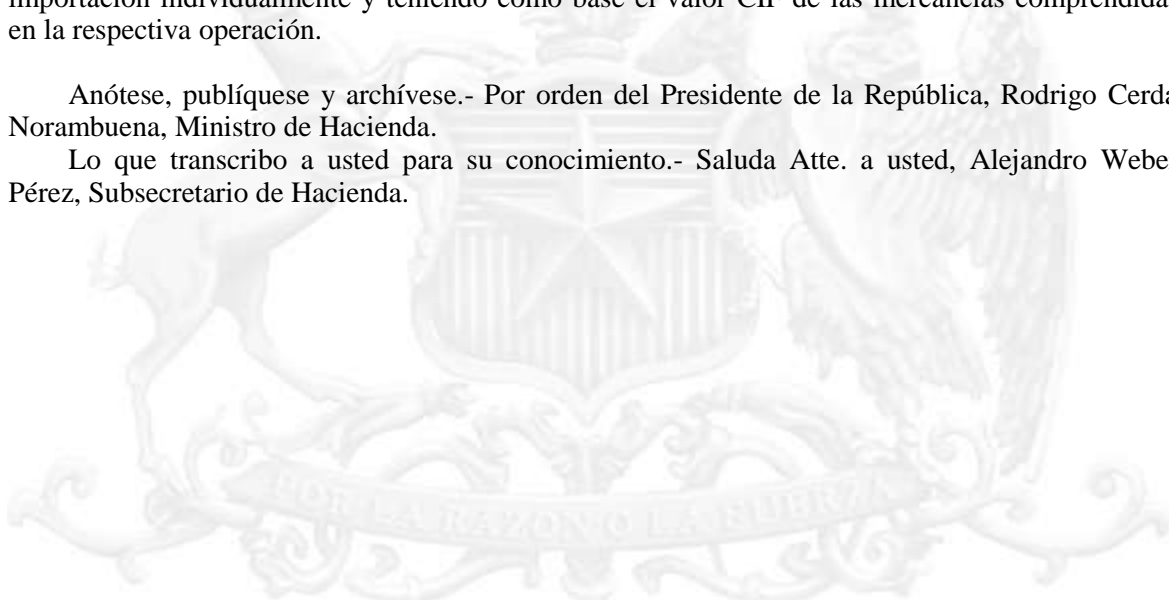 importación individualmente y teniendo como base el valor CIF de las mercancías comprendida
en la respectiva operación.
Anótese, publíquese y archívese.- Por orden del Presidente de la República, Rodrigo Cerda
Norambuena, Ministro de Hacienda.
Lo que transcribo a usted para su conocimiento.- Saluda Atte. a usted, Alejandro Webe
Pérez, Subsecretario de Hacienda.
POR LA RAZON O LA FUERZA